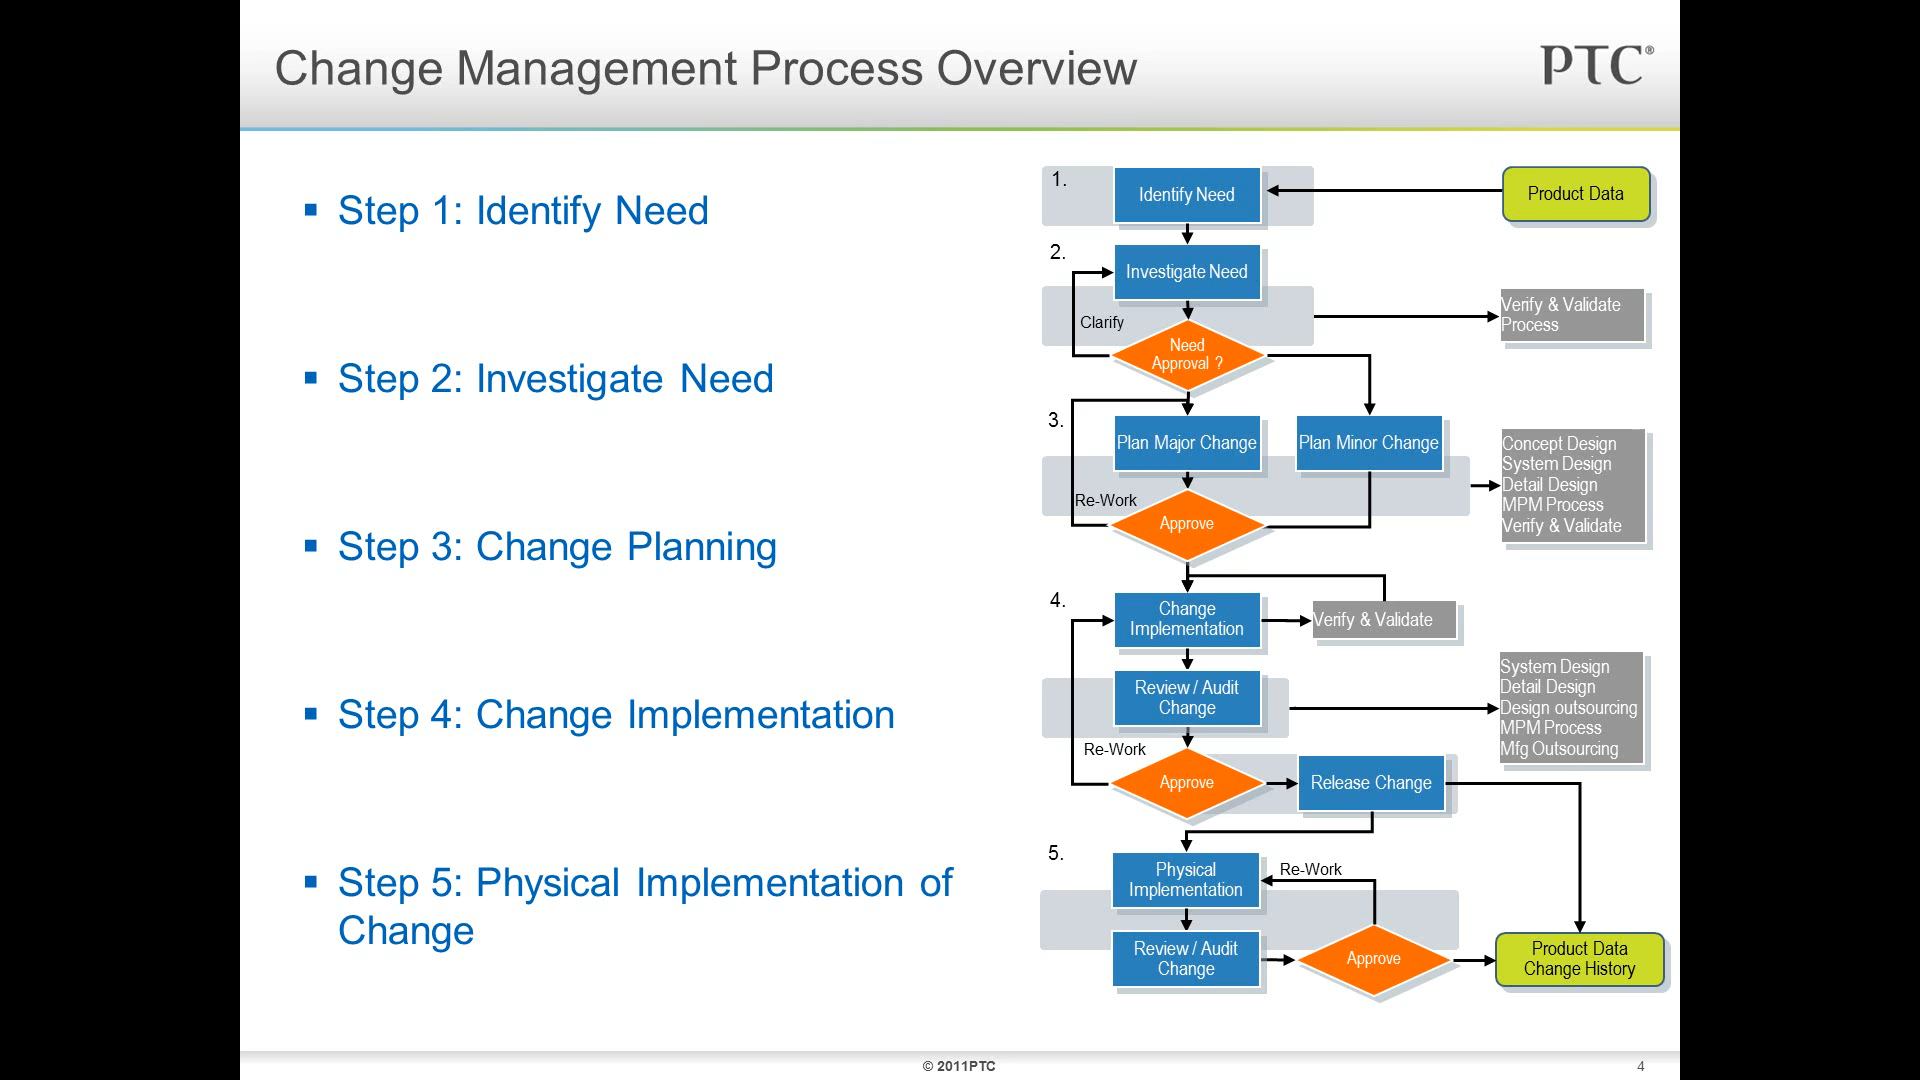 Change Management Process Overview
PTC®
▪ Step 1: Identify Need
▪ Step 2: Investigate Need
▪ Step 3: Change Planning
▪ Step 4: Change Implementation
▪ Step 5: Physical Implementation of
Change
1.
Identify Need
Product Data
2.
Investigate Need
Clarify
Need
Approval ?
Verify & Validate
Process
3.
Plan Major Change
Plan Minor Change
Re-Work
Approve
Concept Design
System Design
Detail Design
MPM Process
Verify & Validate
4.
Change
Implementation
Verify & Validate
Review / Audit
Change
System Design
Detail Design
Design outsourcing
MPM Process
Mfg Outsourcing
Re-Work
Approve
Release Change
5.
Physical
Implementation
Re-Work
Review / Audit
Change
Approve
Product Data
Change History
© 2011PTC
4